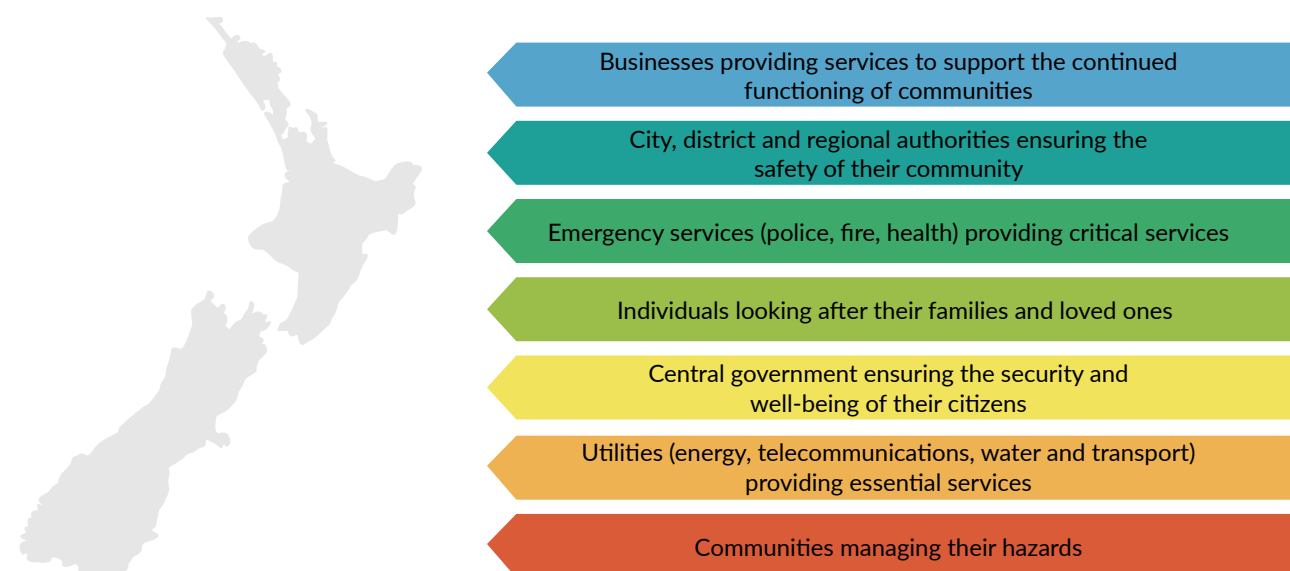 Businesses providing services to support the continued
functioning of communities
City, district and regional authorities ensuring the
safety of their community
Emergency services (police, fire, health) providing critical services
Individuals looking after their families and loved ones
Central government ensuring the security and
well-being of their citizens
Utilities (energy, telecommunications, water and transport)
providing essential services
Communities managing their hazards